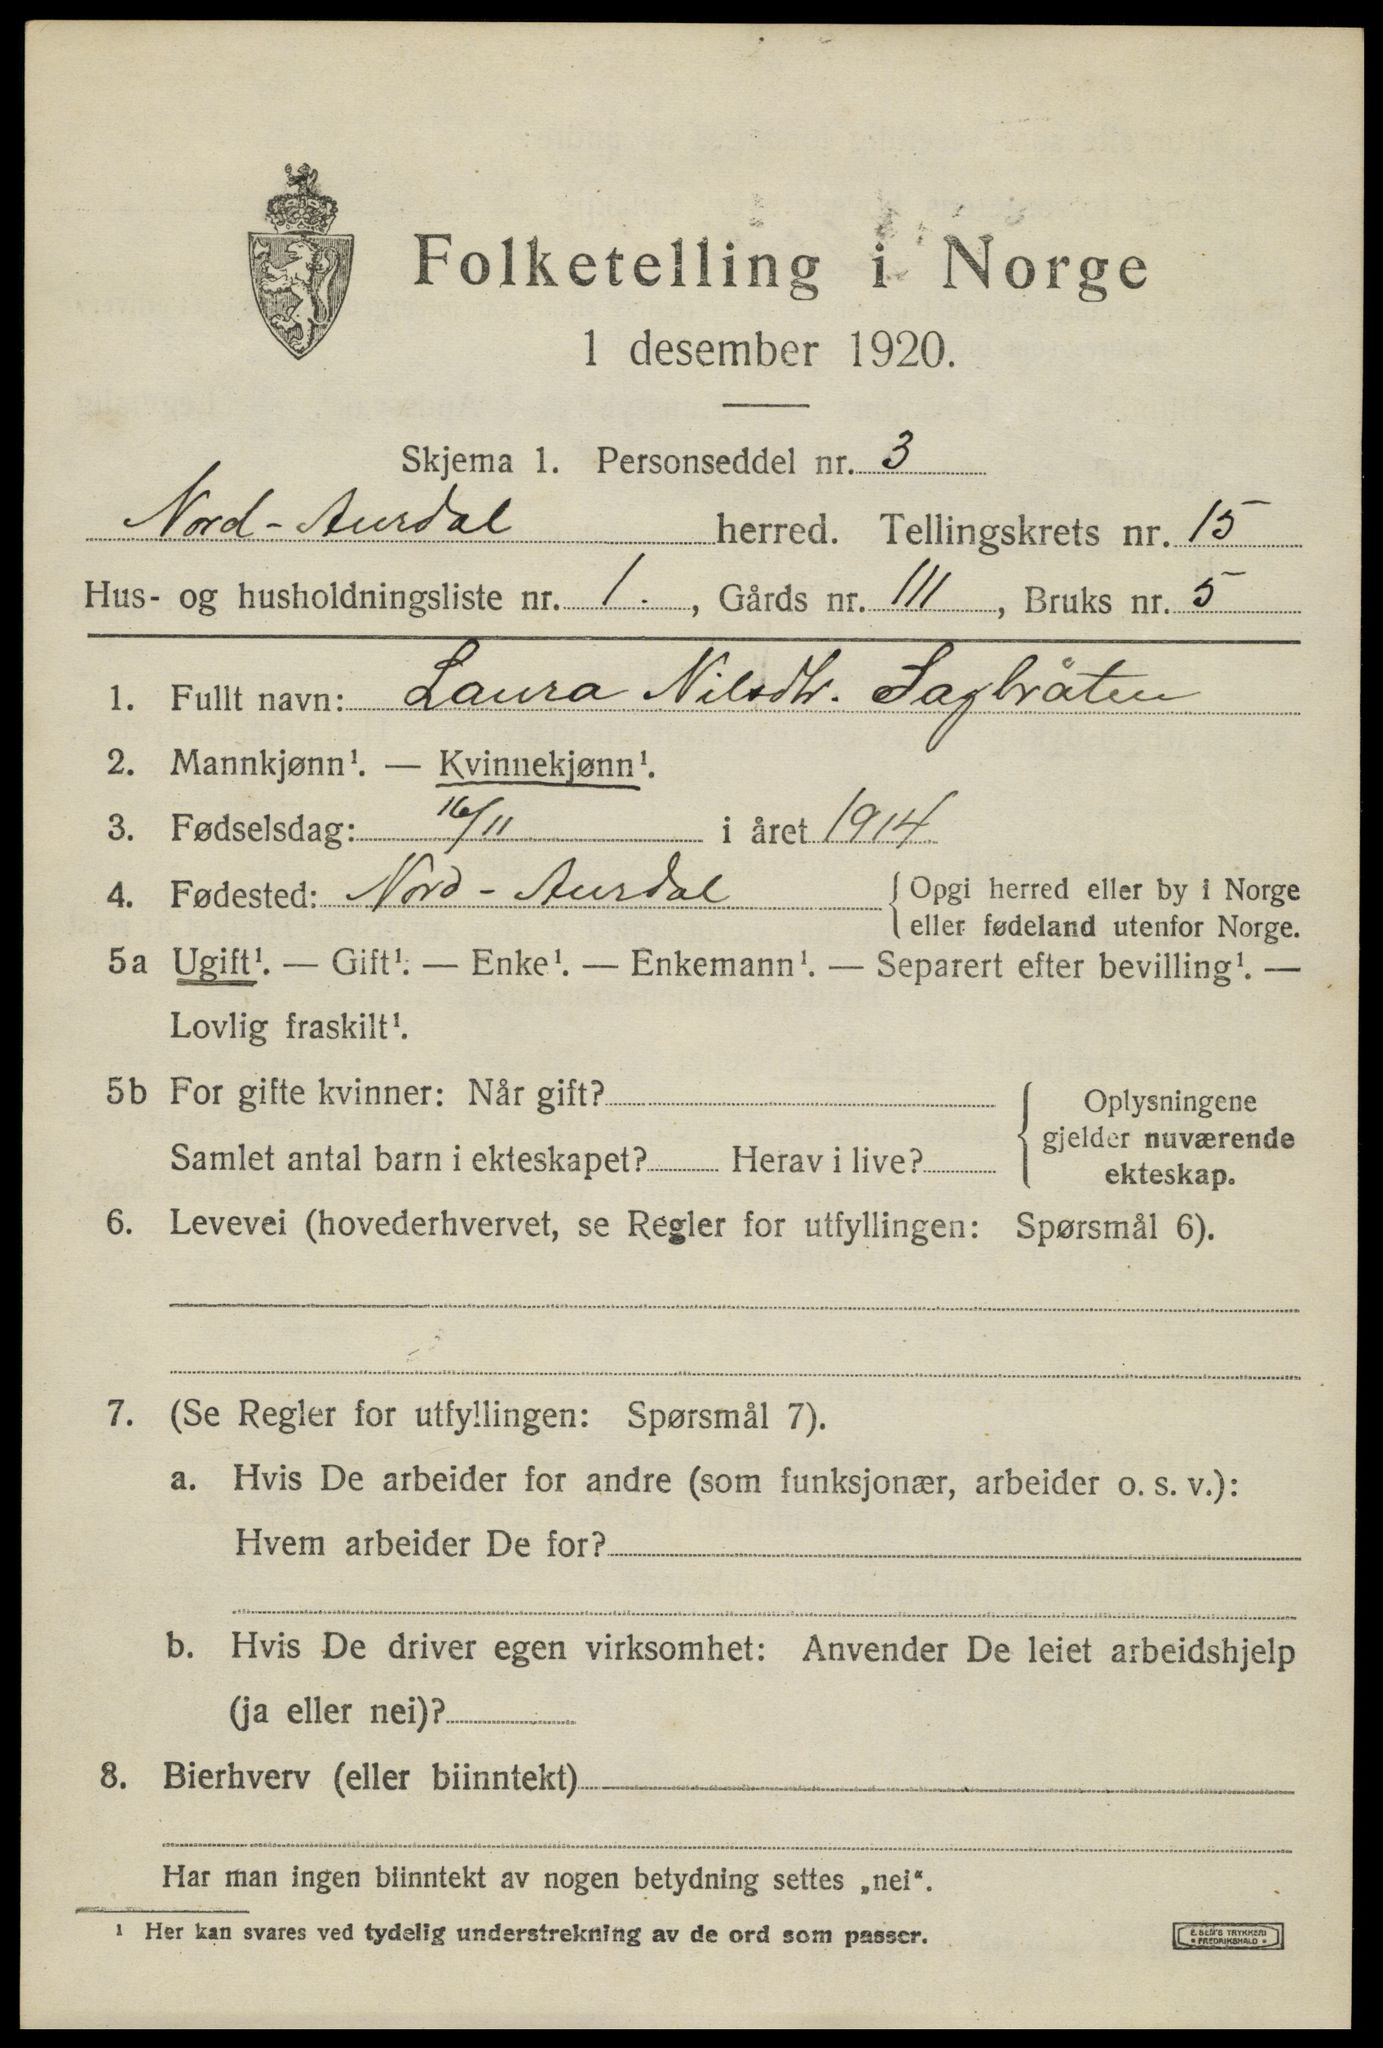 Folketelling i Norge
1 desember 1920.
Skjema 1. Personseddel nr. 3
Nord-Aurdal herred. Tellingskrets nr. 15
Hus- og husholdningsliste nr. 1., Gårds nr. 111, Bruks nr. 5
1. Fullt navn: Laura Nilsdtr. Sagbråten
2. Mannkjønn¹. — Kvinnekjønn¹.
3. Fødselsdag: 16/11 i året 1914
4. Fødested: Nord-Aurdal { Opgi herred eller by i Norge
eller fødeland utenfor Norge.
5a Ugift¹. — Gift¹. — Enke¹. — Enkemann¹. — Separert efter bevilling¹. —
Lovlig fraskilt¹.
5b For gifte kvinner: Når gift?
Samlet antal barn i ekteskapet? Herav i live?
{ Oplysningene
gjelder nuværende
ekteskap.
6. Levevei (hovederhvervet, se Regler for utfyllingen: Spørsmål 6).
7. (Se Regler for utfyllingen: Spørsmål 7).
a. Hvis De arbeider for andre (som funksjonær, arbeider o. s. v.):
Hvem arbeider De for?
b. Hvis De driver egen virksomhet: Anvender De leiet arbeidshjelp
(ja eller nei)?
8. Bierhverv (eller biinntekt)
Har man ingen biinntekt av nogen betydning settes „nei“.
¹ Her kan svares ved tydelig understrekning av de ord som passer.
E. SEM'S TRYKKERI
• FREDRIKSHALD •